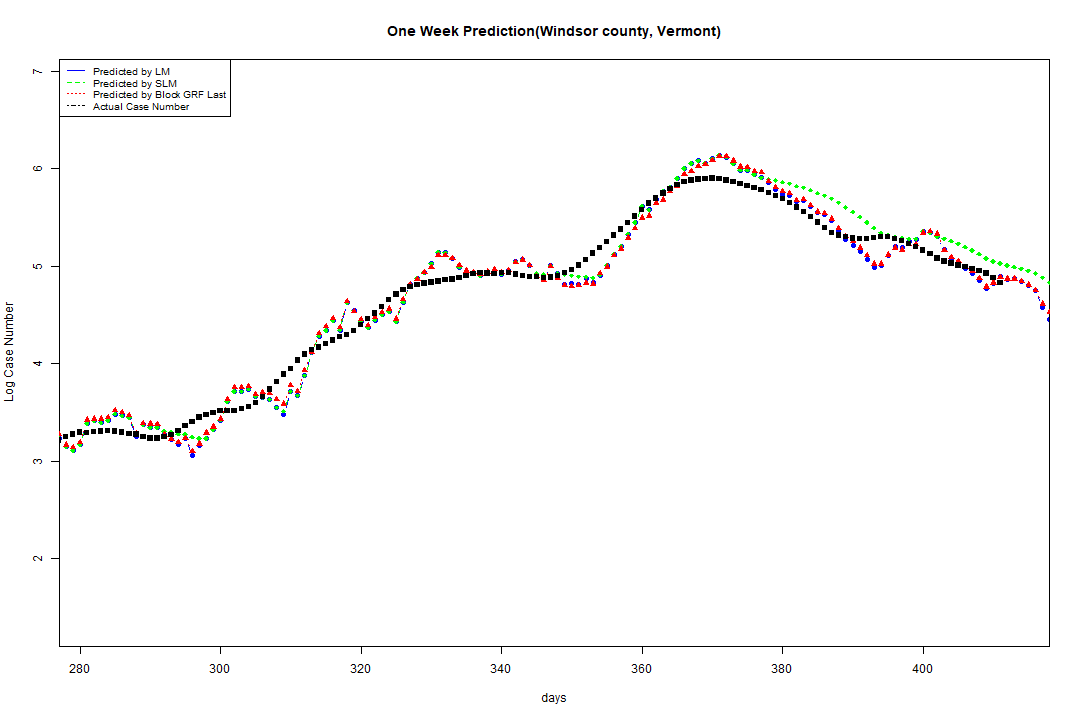 One Week Prediction(Windsor county, Vermont)
Predicted by LM
Predicted by SLM
Predicted by Block GRF Last
Actual Case Number
7
6
5
4
3
2
Log Case Number
280 300 320 340 360 380 400
days